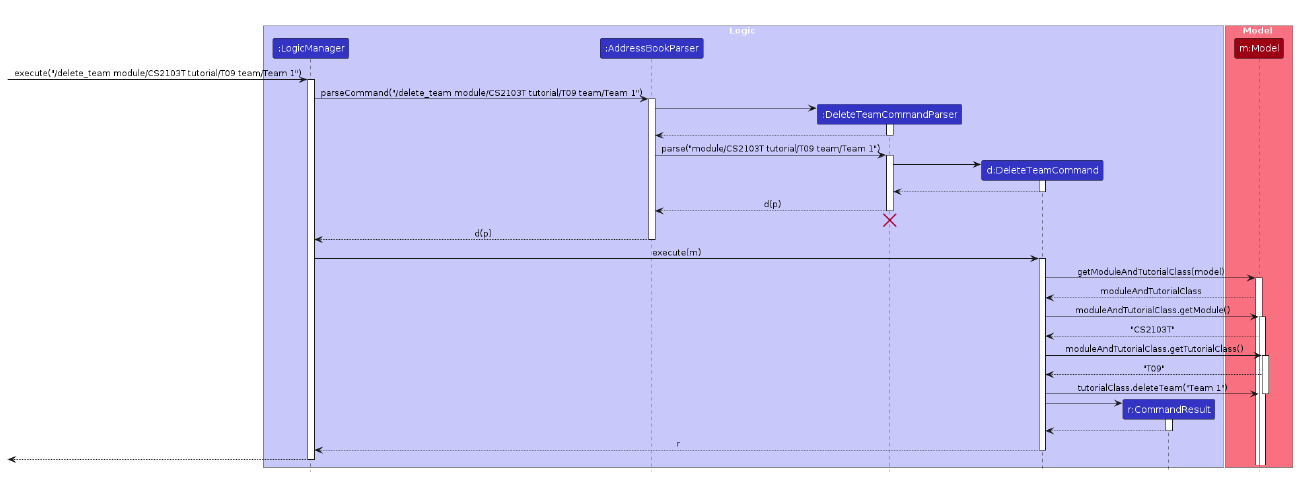 Logic
Model
:LogicManager
:AddressBookParser
m:Model
execute("/delete_team module/CS2103T tutorial/T09 team/Team 1")
parseCommand("/delete_team module/CS2103T tutorial/T09 team/Team 1")
:DeleteTeamCommandParser
parse("module/CS2103T tutorial/T09 team/Team 1")
d:DeleteTeamCommand
d(p)
d(p)
execute(m)
getModuleAndTutorialClass(model)
moduleAndTutorialClass
moduleAndTutorialClass.getModule()
"CS2103T"
moduleAndTutorialClass.getTutorialClass()
"T09"
tutorialClass.deleteTeam("Team 1")
r:CommandResult
r